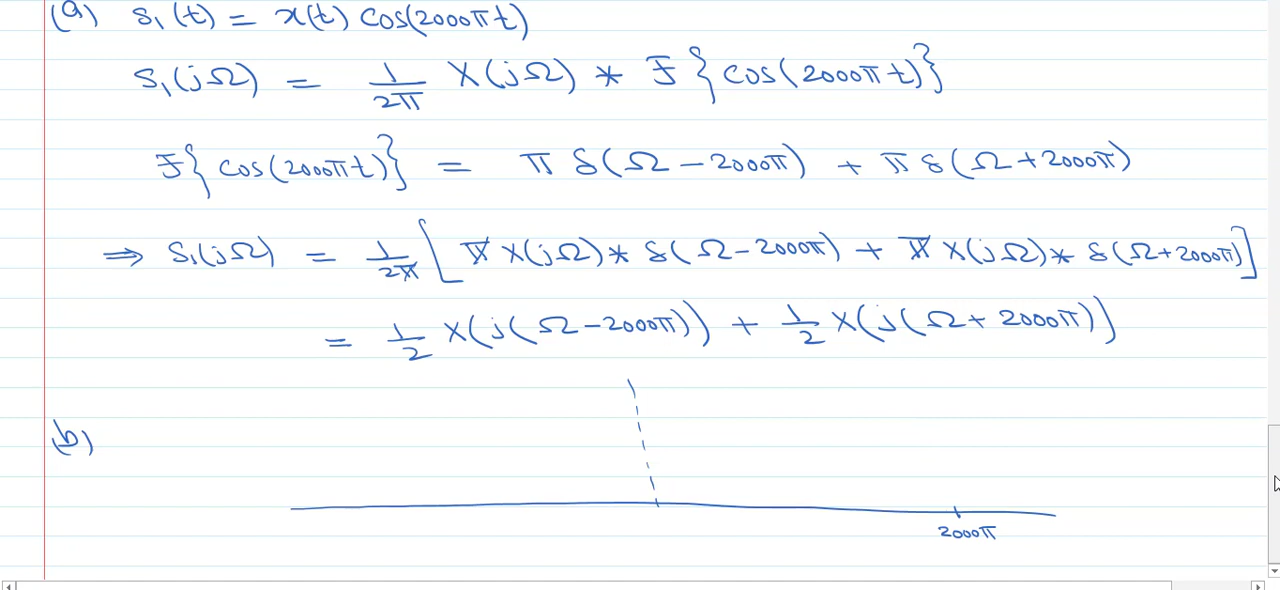 (a) S₁(t) = x(t) cos(2000πt)
S₁(jΩ) = 1/2π X(jΩ) * F{cos(2000πt)}
F{cos(2000πt)} = π δ(Ω − 2000π) + π δ(Ω + 2000π)
⇒ S₁(jΩ) = 1/2π [π X(jΩ) * δ(Ω − 2000π) + π X(jΩ) * δ(Ω + 2000π)]
= 1/2 X(j(Ω − 2000π)) + 1/2 X(j(Ω + 2000π))
(b)
2000π